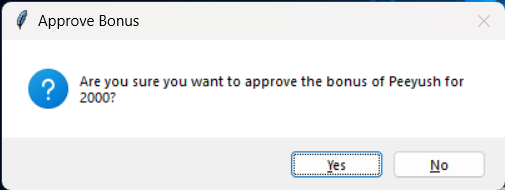 Approve Bonus
Are you sure you want to approve the bonus of Peeyush for
2000?
Yes
No